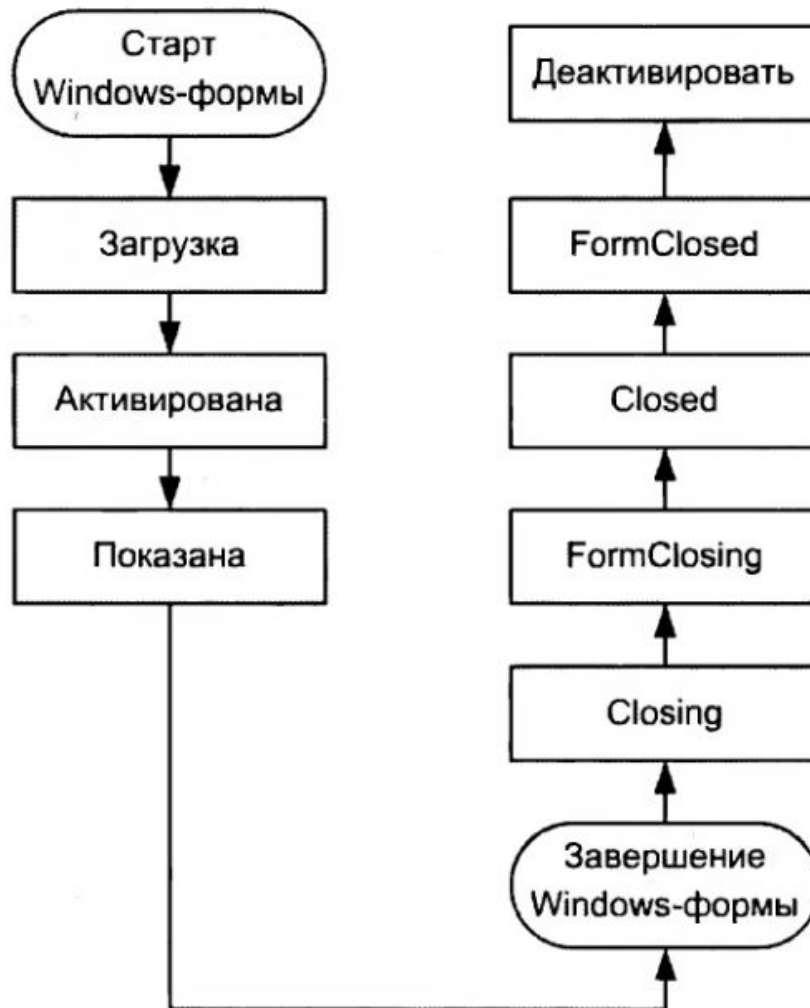 Старт
Windows-формы
Загрузка
Активирована
Показана
Деактивировать
FormClosed
Closed
FormClosing
Closing
Завершение
Windows-формы